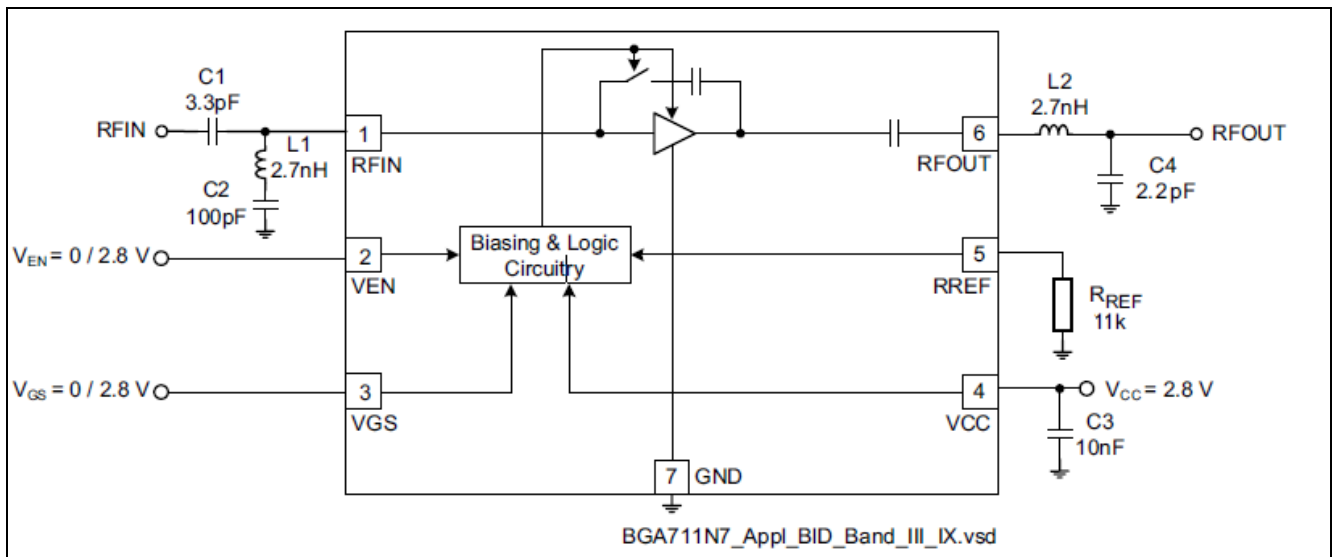 C1
3.3pF
RFIN
L1
2.7nH
C2
100pF
1
RFIN
6
RFOUT
L2
2.7nH
RFOUT
C4
2.2pF
VEN = 0 / 2.8 V
2
VEN
Biasing & Logic
Circuitry
5
RREF
RREF
11k
VGS = 0 / 2.8 V
3
VGS
4
VCC
VCC = 2.8 V
C3
10nF
7 GND
BGA711N7_Appl_BID_Band_III_IX.vsd